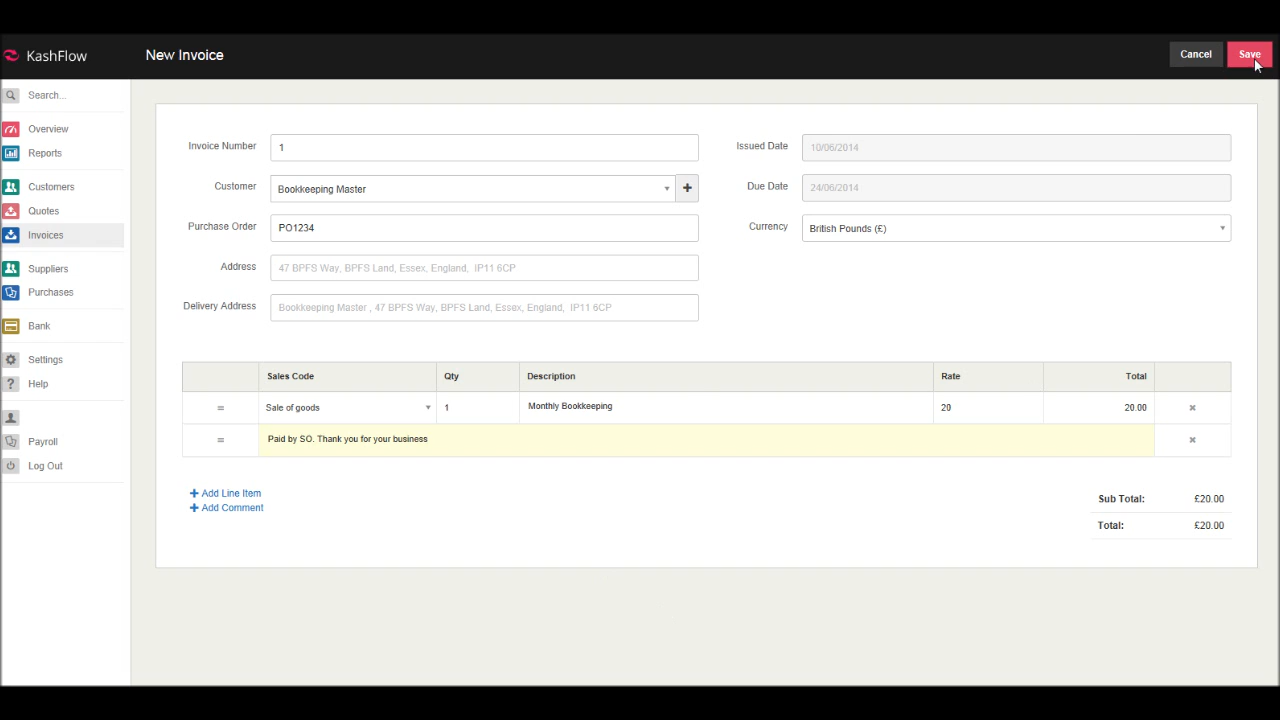 KashFlow
New Invoice
Cancel
Save
Search...
Overview
Reports
Customers
Quotes
Invoices
Suppliers
Purchases
Bank
Settings
Help
Payroll
Log Out
Invoice Number
1
Issued Date
10/06/2014
Customer
Bookkeeping Master
Due Date
24/06/2014
Purchase Order
PO1234
Currency
British Pounds (£)
Address
47 BPFS Way, BPFS Land, Essex, England, IP11 6CP
Delivery Address
Bookkeeping Master , 47 BPFS Way, BPFS Land, Essex, England, IP11 6CP
Sales Code Qty Description Rate Total
Sale of goods 1 Monthly Bookkeeping 20 20.00
Paid by SO. Thank you for your business
Add Line Item
Add Comment
Sub Total: £20.00
Total: £20.00